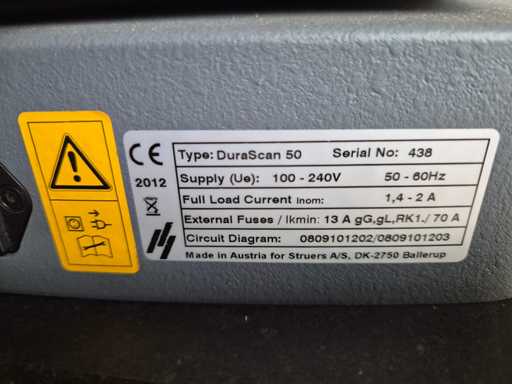 CE
2012
Type: DuraScan 50 Serial No: 438
Supply (Ue): 100 - 240V 50 - 60Hz
Full Load Current Inom: 1,4 - 2 A
External Fuses / Ikmin: 13 A gG,gL,RK1./ 70 A
Circuit Diagram: 0809101202/0809101203
Made in Austria for Struers A/S, DK-2750 Ballerup